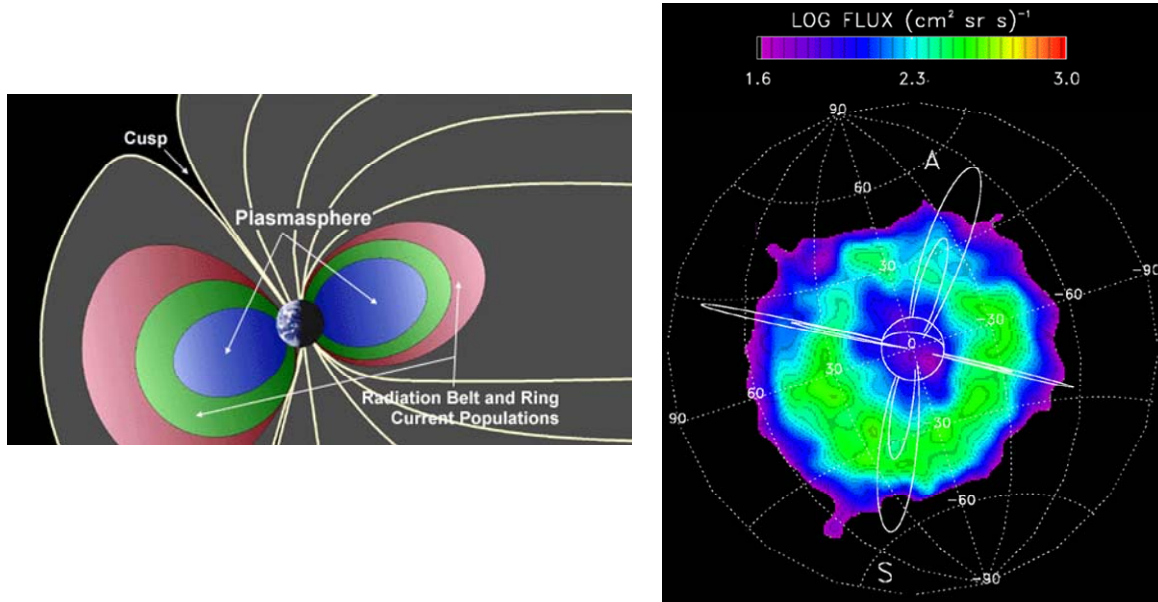 Cusp
Plasmasphere
Radiation Belt and Ring
Current Populations
LOG FLUX (cm² sr s)⁻¹
1.6 2.3 3.0
90
A
60
-90
30
-60
-30
0
90
60
30
30
-60
S
-90